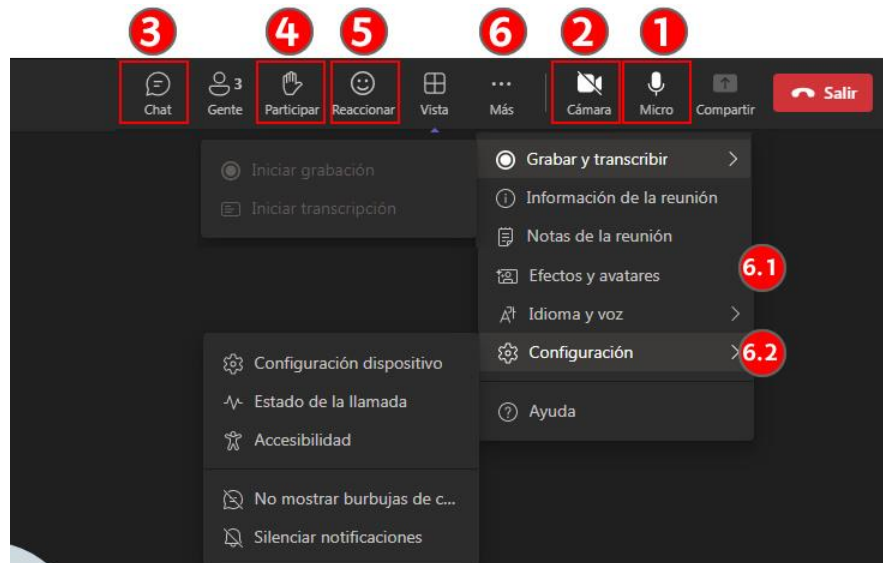 3 4 5 6 2 1
3
Chat Gente Participar Reaccionar Vista Más Cámara Micro Compartir Salir
Iniciar grabación
Iniciar transcripción
Grabar y transcribir
Información de la reunión
Notas de la reunión
Efectos y avatares 6.1
Idioma y voz
Configuración 6.2
Ayuda
Configuración dispositivo
Estado de la llamada
Accesibilidad
No mostrar burbujas de c...
Silenciar notificaciones